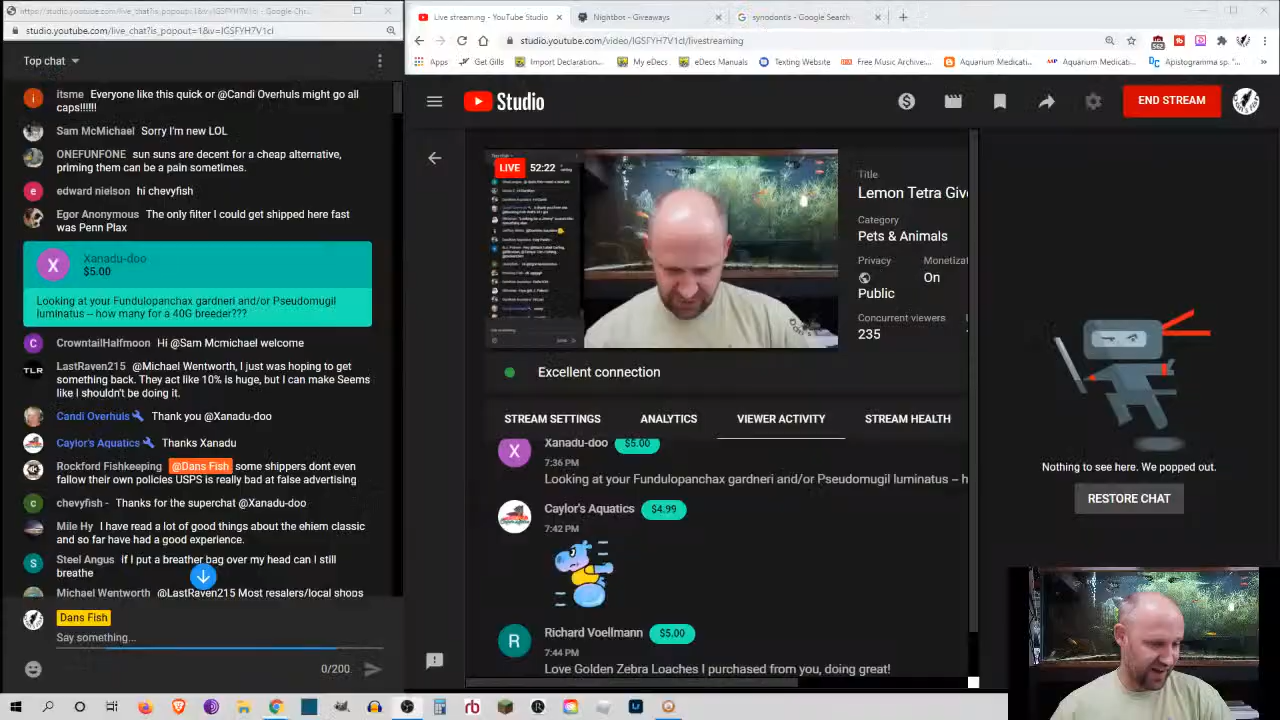 https://studio.youtube.com/live_chat?is_popout=1&v=IGSFYH7V1cI - Google Chr...
studio.youtube.com/live_chat?is_popout=1&v=IGSFYH7V1cI
Top chat
itsme Everyone like this quick or @Candi Overhuls might go all
caps!!!!!!
Sam McMichael Sorry I'm new LOL
ONEFUNFONE sun suns are decent for a cheap alternative,
priming them can be a pain sometimes.
edward nielson hi chevyfish
Egor Anonymous The only filter I could get shipped here fast
was Penn Plax
X
Xanadu-doo
$5.00
Looking at your Fundulopanchax gardneri and/or Pseudomugil
luminatus -- how many for a 40G breeder???
CrowntailHalfmoon Hi @Sam Mcmichael welcome
LastRaven215 @Michael Wentworth, I just was hoping to get
something back. They act like 10% is huge, but I can make Seems
like I shouldn't be doing it.
Candi Overhuls Thank you @Xanadu-doo
Caylor's Aquatics Thanks Xanadu
Rockford Fishkeeping @Dans Fish some shippers dont even
fallow their own policies USPS is really bad at false advertising
chevyfish - Thanks for the superchat @Xanadu-doo
Mile Hy I have read a lot of good things about the ehiem classic
and so far have had a good experience.
Steel Angus if I put a breather bag over my head can I still
breathe
Michael Wentworth @LastRaven215 Most resalers/local shops
Dans Fish
Say something...
0/200
Live streaming - YouTube Studio
Nightbot - Giveaways
synodontis - Google Search
studio.youtube.com/video/IGSFYH7V1cI/livestreaming
Apps
Get Gills
Import Declaration...
My eDecs
eDecs Manuals
Texting Website
Free Music Archive...
Aquarium Medicati...
Aquarium Medicati...
Apistogramma sp. "...
Studio
END STREAM
LIVE 52:22
Title
Lemon Tetra Giv
Category
Pets & Animals
Privacy
Monetiza
On
Public
Concurrent viewers
235
Excellent connection
STREAM SETTINGS
ANALYTICS
VIEWER ACTIVITY
STREAM HEALTH
X
Xanadu-doo $5.00
7:36 PM
Looking at your Fundulopanchax gardneri and/or Pseudomugil luminatus -- h
Caylor's Aquatics $4.99
7:42 PM
R
Richard Voellmann $5.00
7:44 PM
Love Golden Zebra Loaches I purchased from you, doing great!
Nothing to see here. We popped out.
RESTORE CHAT